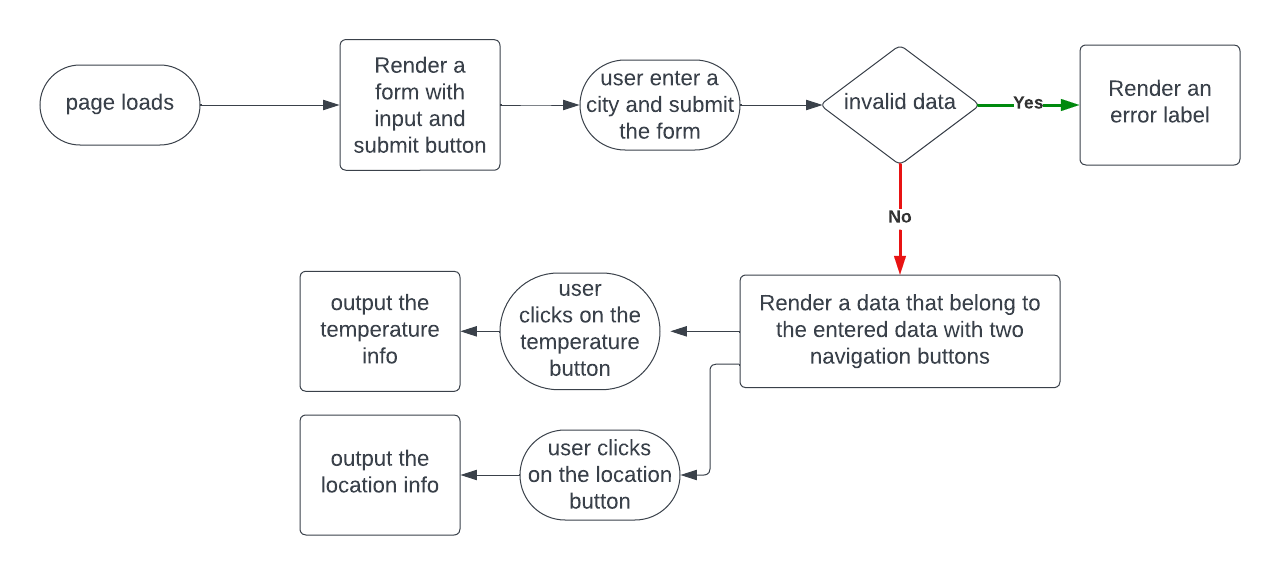 page loads
Render a
form with
input and
submit button
user enter a
city and submit
the form
invalid data
Yes
Render an
error label
No
output the
temperature
info
user
clicks on the
temperature
button
Render a data that belong to
the entered data with two
navigation buttons
output the
location info
user clicks
on the location
button